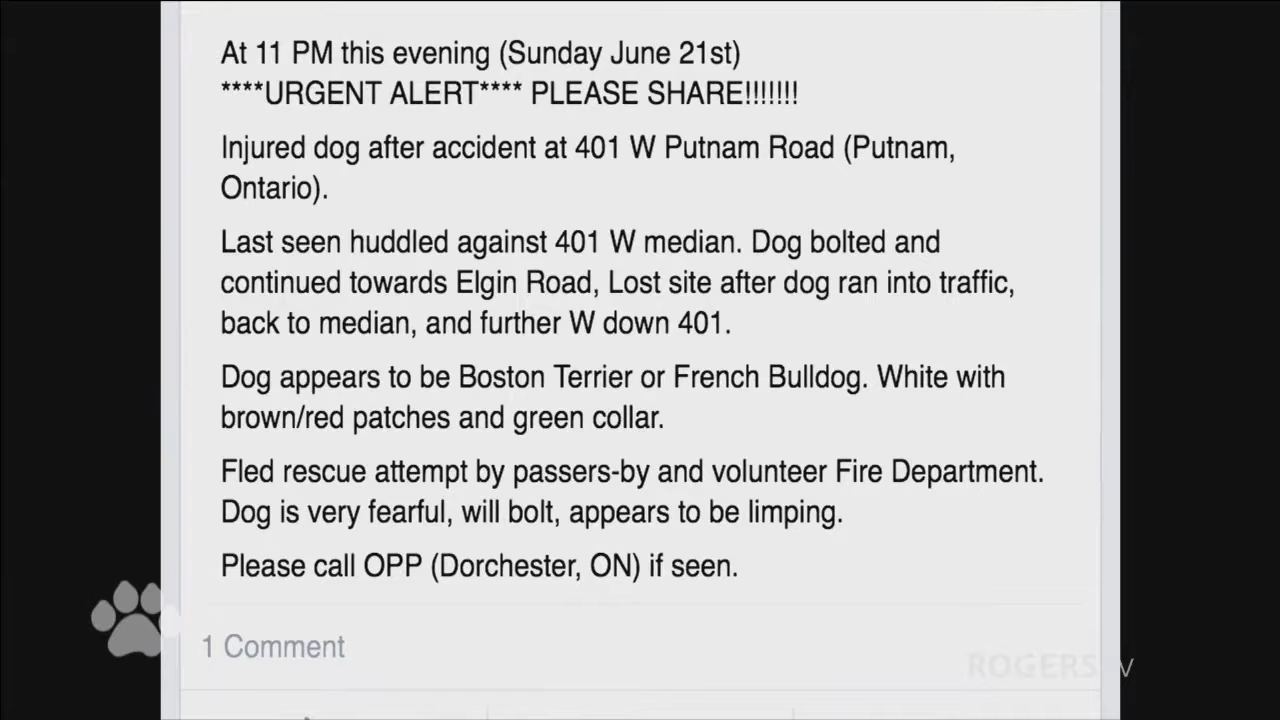 At 11 PM this evening (Sunday June 21st)
****URGENT ALERT**** PLEASE SHARE!!!!!!!
Injured dog after accident at 401 W Putnam Road (Putnam,
Ontario).
Last seen huddled against 401 W median. Dog bolted and
continued towards Elgin Road, Lost site after dog ran into traffic,
back to median, and further W down 401.
Dog appears to be Boston Terrier or French Bulldog. White with
brown/red patches and green collar.
Fled rescue attempt by passers-by and volunteer Fire Department.
Dog is very fearful, will bolt, appears to be limping.
Please call OPP (Dorchester, ON) if seen.
1 Comment
ROGERS TV